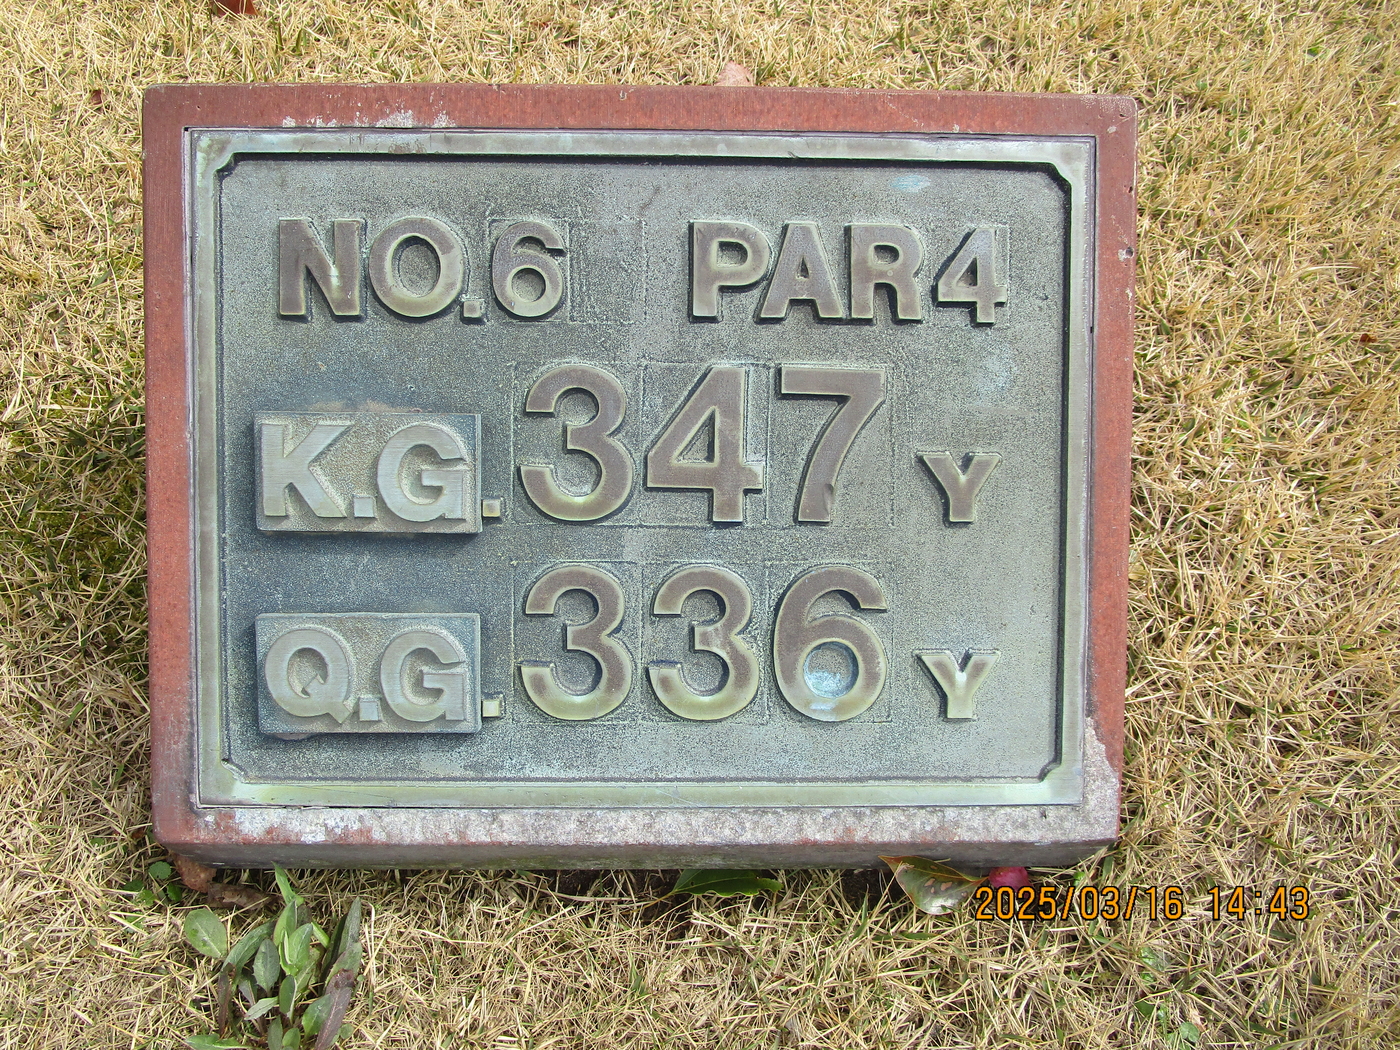 NO.6 PAR4
K.G. 347 Y
Q.G. 336 Y
2025/03/16 14:43